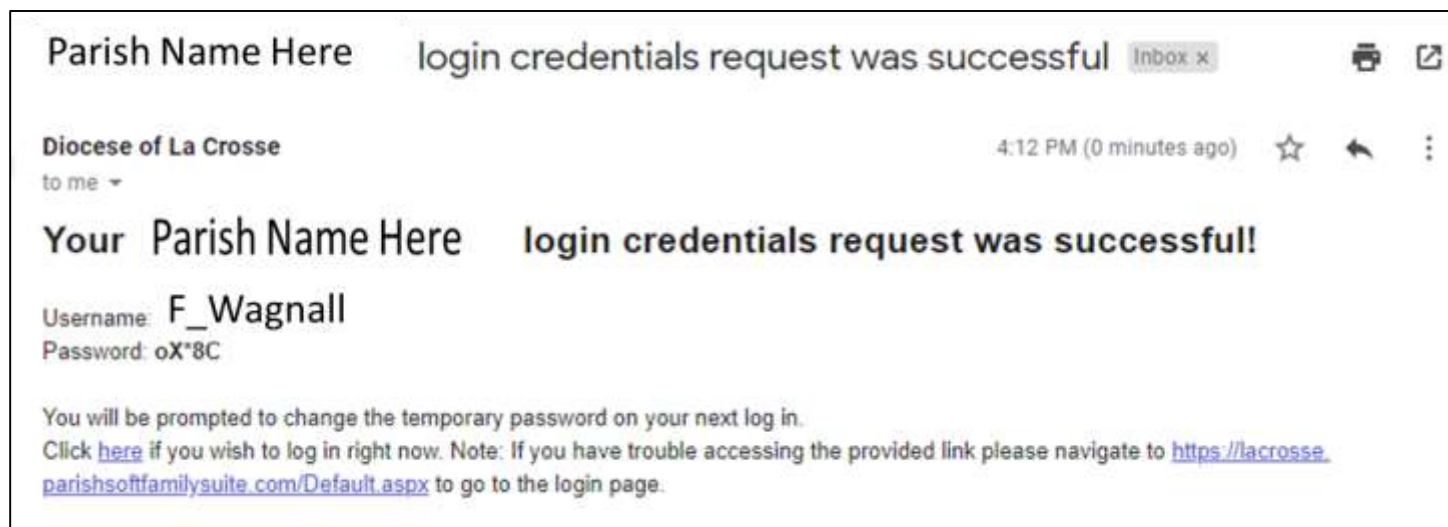 Parish Name Here login credentials request was successful Inbox x
Diocese of La Crosse 4:12 PM (0 minutes ago)
to me
Your Parish Name Here login credentials request was successful!
Username: F_Wagnall
Password: oX*8C
You will be prompted to change the temporary password on your next log in.
Click here if you wish to log in right now. Note: If you have trouble accessing the provided link please navigate to https://lacrosse.
parishsoftfamilysuite.com/Default.aspx to go to the login page.